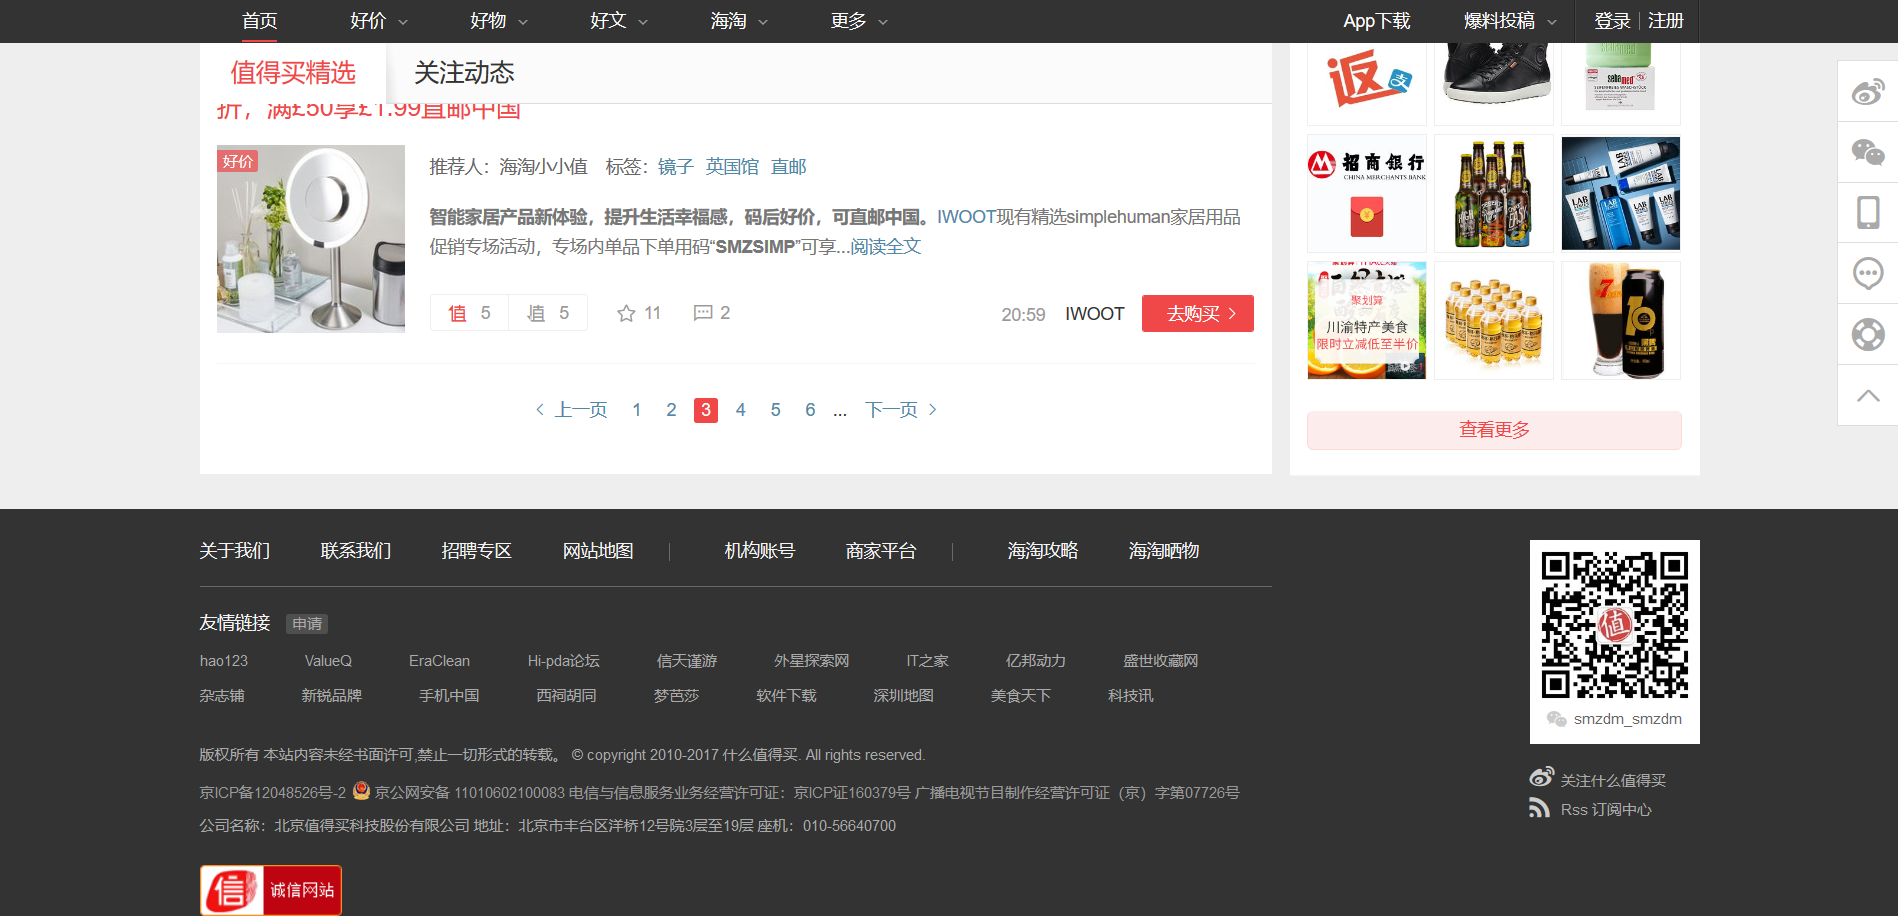 首页 好价 好物 好文 海淘 更多 App下载 爆料投稿 登录 注册
值得买精选 关注动态
折，满£50享£1.99直邮中国
好价
推荐人：海淘小小值 标签：镜子 英国馆 直邮
智能家居产品新体验，提升生活幸福感，码后好价，可直邮中国。IWOOT现有精选simplehuman家居用品
促销专场活动，专场内单品下单用码“SMZSIMP”可享...阅读全文
值 5 值 5 11 2 20:59 IWOOT 去购买
上一页 1 2 3 4 5 6 ... 下一页
返 支
sebamed
招商银行
CHINA MERCHANTS BANK
LAB LAB LAB LAB
聚划算
川渝特产美食
限时立减低至半价
查看更多
关于我们 联系我们 招聘专区 网站地图 机构账号 商家平台 海淘攻略 海淘晒物
友情链接 申请
hao123 ValueQ EraClean Hi-pda论坛 信天谨游 外星探索网 IT之家 亿邦动力 盛世收藏网
杂志铺 新锐品牌 手机中国 西祠胡同 梦芭莎 软件下载 深圳地图 美食天下 科技讯
版权所有 本站内容未经书面许可,禁止一切形式的转载。 © copyright 2010-2017 什么值得买. All rights reserved.
京ICP备12048526号-2 京公网安备 11010602100083 电信与信息服务业务经营许可证：京ICP证160379号 广播电视节目制作经营许可证（京）字第07726号
公司名称：北京值得买科技股份有限公司 地址：北京市丰台区洋桥12号院3层至19层 座机：010-56640700
信 诚信网站
值
smzdm_smzdm
关注什么值得买
Rss 订阅中心